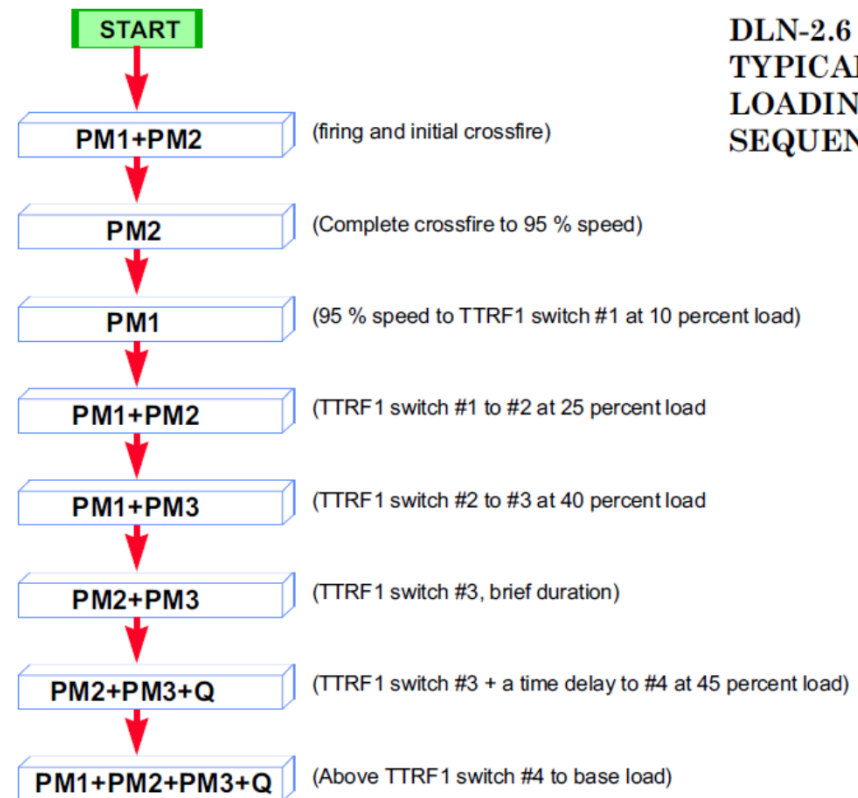 START
DLN-2.6
TYPICAL
LOADIN
SEQUEN
PM1+PM2
(firing and initial crossfire)
PM2
(Complete crossfire to 95 % speed)
PM1
(95 % speed to TTRF1 switch #1 at 10 percent load)
PM1+PM2
(TTRF1 switch #1 to #2 at 25 percent load
PM1+PM3
(TTRF1 switch #2 to #3 at 40 percent load
PM2+PM3
(TTRF1 switch #3, brief duration)
PM2+PM3+Q
(TTRF1 switch #3 + a time delay to #4 at 45 percent load)
PM1+PM2+PM3+Q
(Above TTRF1 switch #4 to base load)